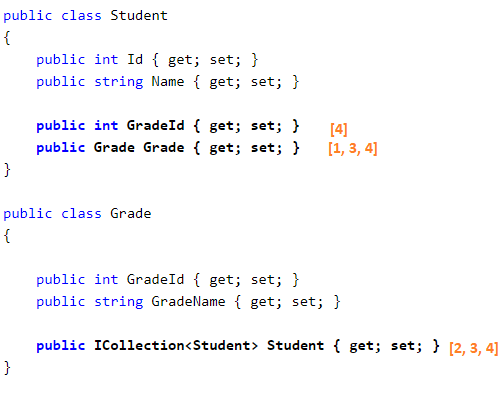 public class Student
{
    public int Id { get; set; }
    public string Name { get; set; }

    public int GradeId { get; set; }    [4]
    public Grade Grade { get; set; }    [1, 3, 4]
}

public class Grade
{

    public int GradeId { get; set; }
    public string GradeName { get; set; }

    public ICollection<Student> Student { get; set; } [2, 3, 4]
}